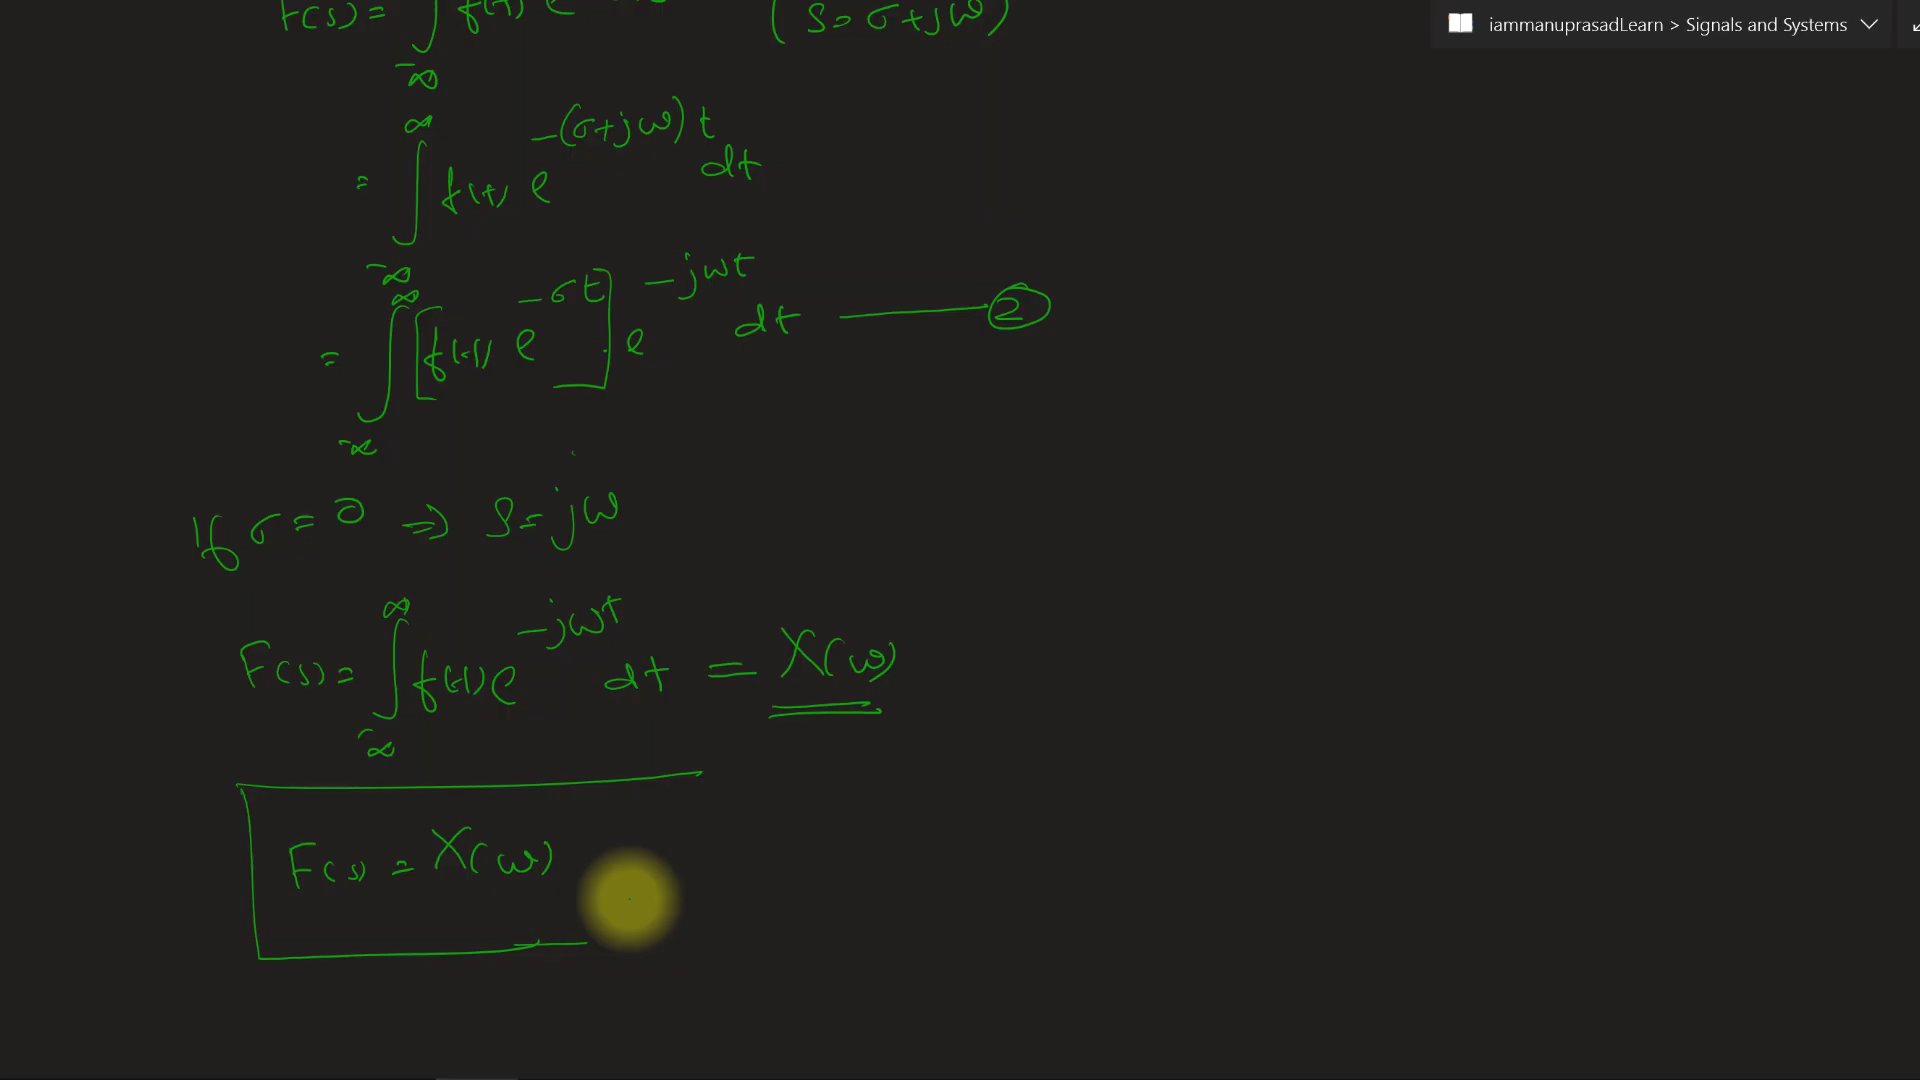 iammanuprasadLearn > Signals and Systems
F(s) = ∫ f(t) e (s = σ+jω)
-∞
∞
= ∫ f(t) e^-(σ+jω)t dt
-∞
∞
= ∫ [f(t) e^-σt] e^-jωt dt —— ②
-∞
If σ = 0 ⇒ s = jω
∞
F(s) = ∫ f(t) e^-jωt dt = X(ω)
-∞
F(s) = X(ω)